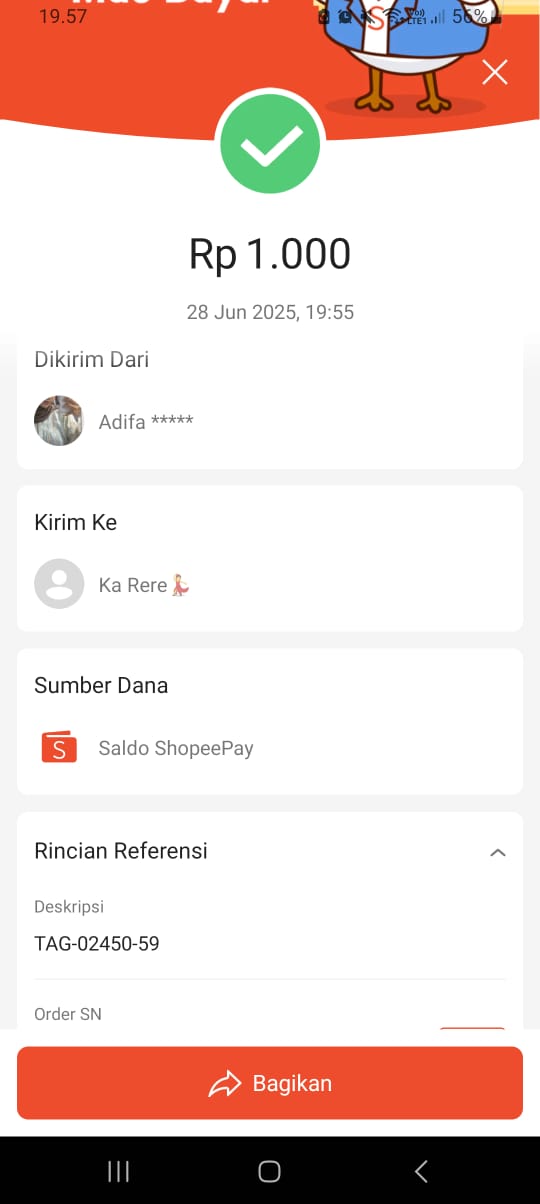 19.57
56%
Rp 1.000
28 Jun 2025, 19:55
Dikirim Dari
Adifa *****
Kirim Ke
Ka Rere💃
Sumber Dana
S Saldo ShopeePay
Rincian Referensi
Deskripsi
TAG-02450-59
Order SN
Bagikan